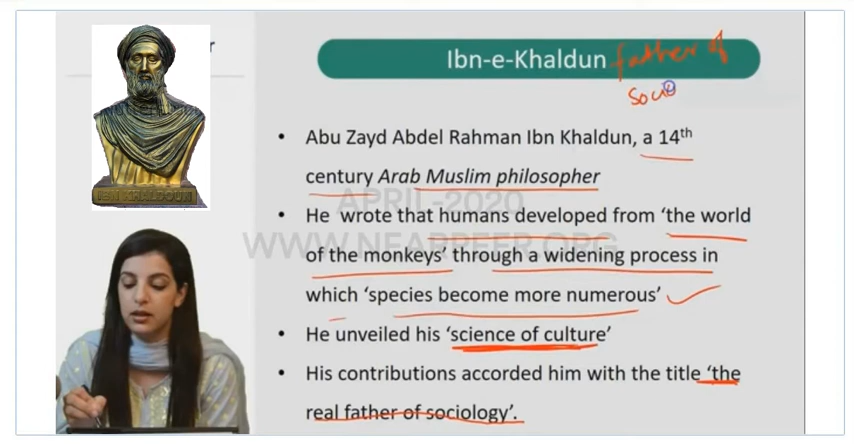 r
Ibn-e-Khaldun father of
socio
IBN KHALDOUN
• Abu Zayd Abdel Rahman Ibn Khaldun, a 14th
century Arab Muslim philosopher
APRIL-2020
• He wrote that humans developed from ‘the world
WWW.NEARPEER.ORG
of the monkeys’ through a widening process in
which ‘species become more numerous’
• He unveiled his ‘science of culture’
• His contributions accorded him with the title ‘the
real father of sociology’.